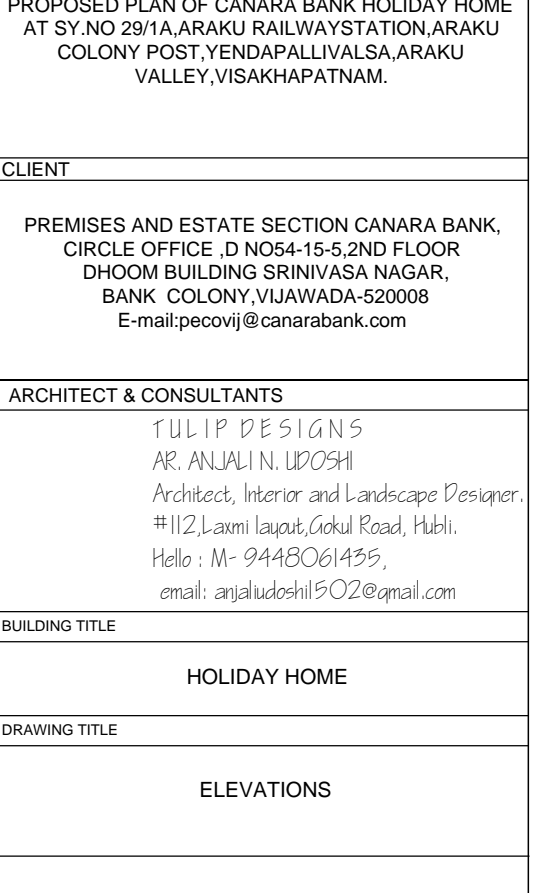 PROPOSED PLAN OF CANARA BANK HOLIDAY HOME
AT SY.NO 29/1A,ARAKU RAILWAYSTATION,ARAKU
COLONY POST,YENDAPALLIVALSA,ARAKU
VALLEY,VISAKHAPATNAM.
CLIENT
PREMISES AND ESTATE SECTION CANARA BANK,
CIRCLE OFFICE ,D NO54-15-5,2ND FLOOR
DHOOM BUILDING SRINIVASA NAGAR,
BANK COLONY,VIJAWADA-520008
E-mail:pecovij@canarabank.com
ARCHITECT & CONSULTANTS
TULIP DESIGNS
AR. ANJALI N. UDOSHI
Architect, Interior and Landscape Designer.
#112,Laxmi layout,Gokul Road, Hubli.
Hello : M- 9448061435,
email: anjaliudoshi1502@gmail.com
BUILDING TITLE
HOLIDAY HOME
DRAWING TITLE
ELEVATIONS